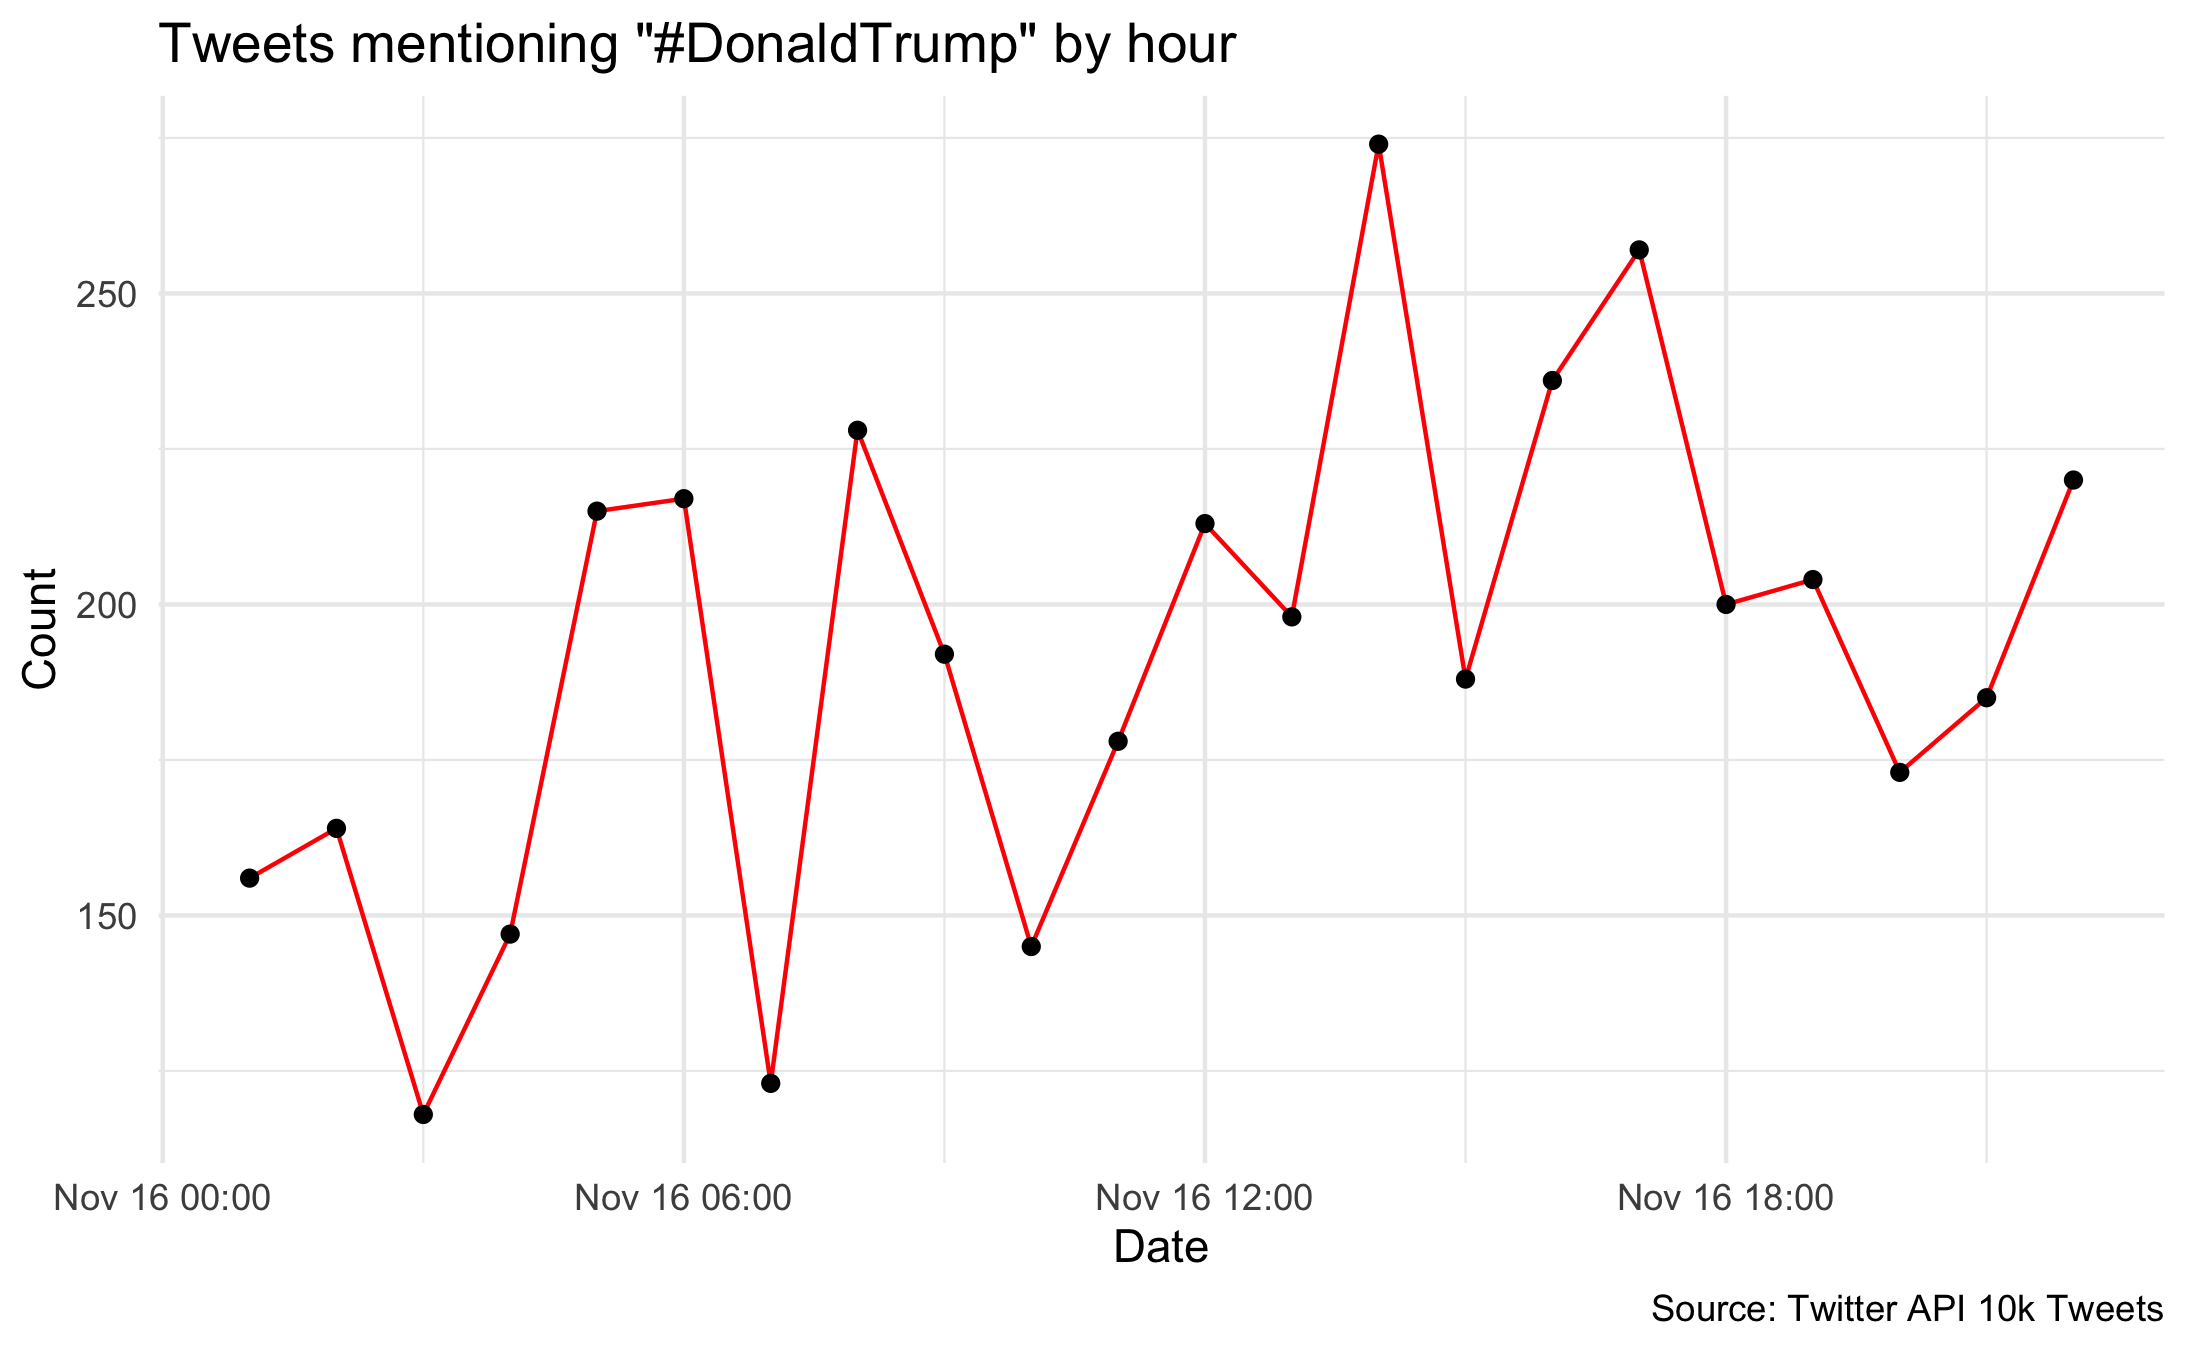 Tweets mentioning "#DonaldTrump" by hour
Count
250
200
150
Nov 16 00:00 Nov 16 06:00 Nov 16 12:00 Nov 16 18:00
Date
Source: Twitter API 10k Tweets